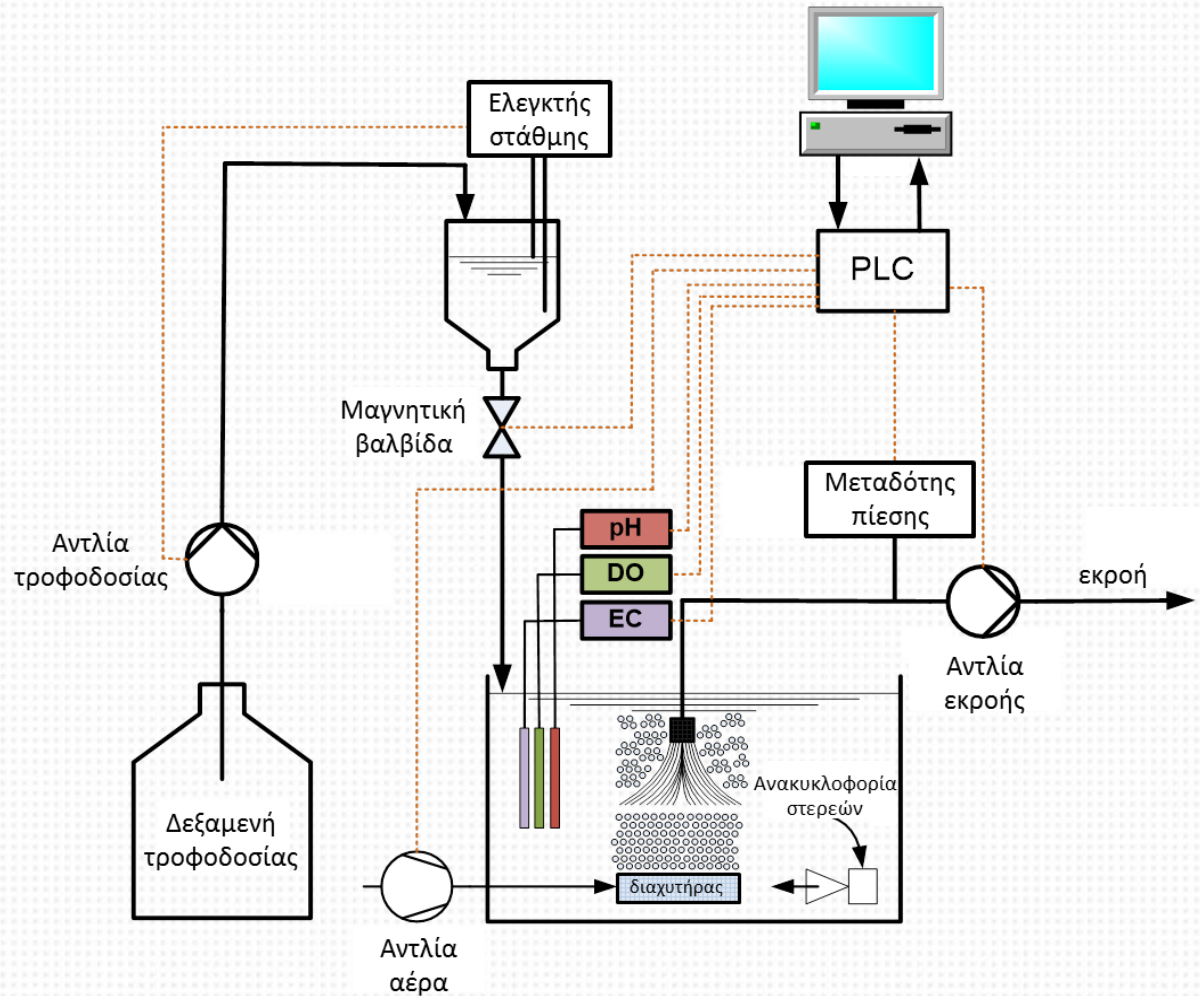 Ελεγκτής
στάθμης
PLC
Μαγνητική
βαλβίδα
Μεταδότης
πίεσης
pH
DO
EC
Αντλία
τροφοδοσίας
εκροή
Αντλία
εκροής
Ανακυκλοφορία
στερεών
Δεξαμενή
τροφοδοσίας
διαχυτήρας
Αντλία
αέρα